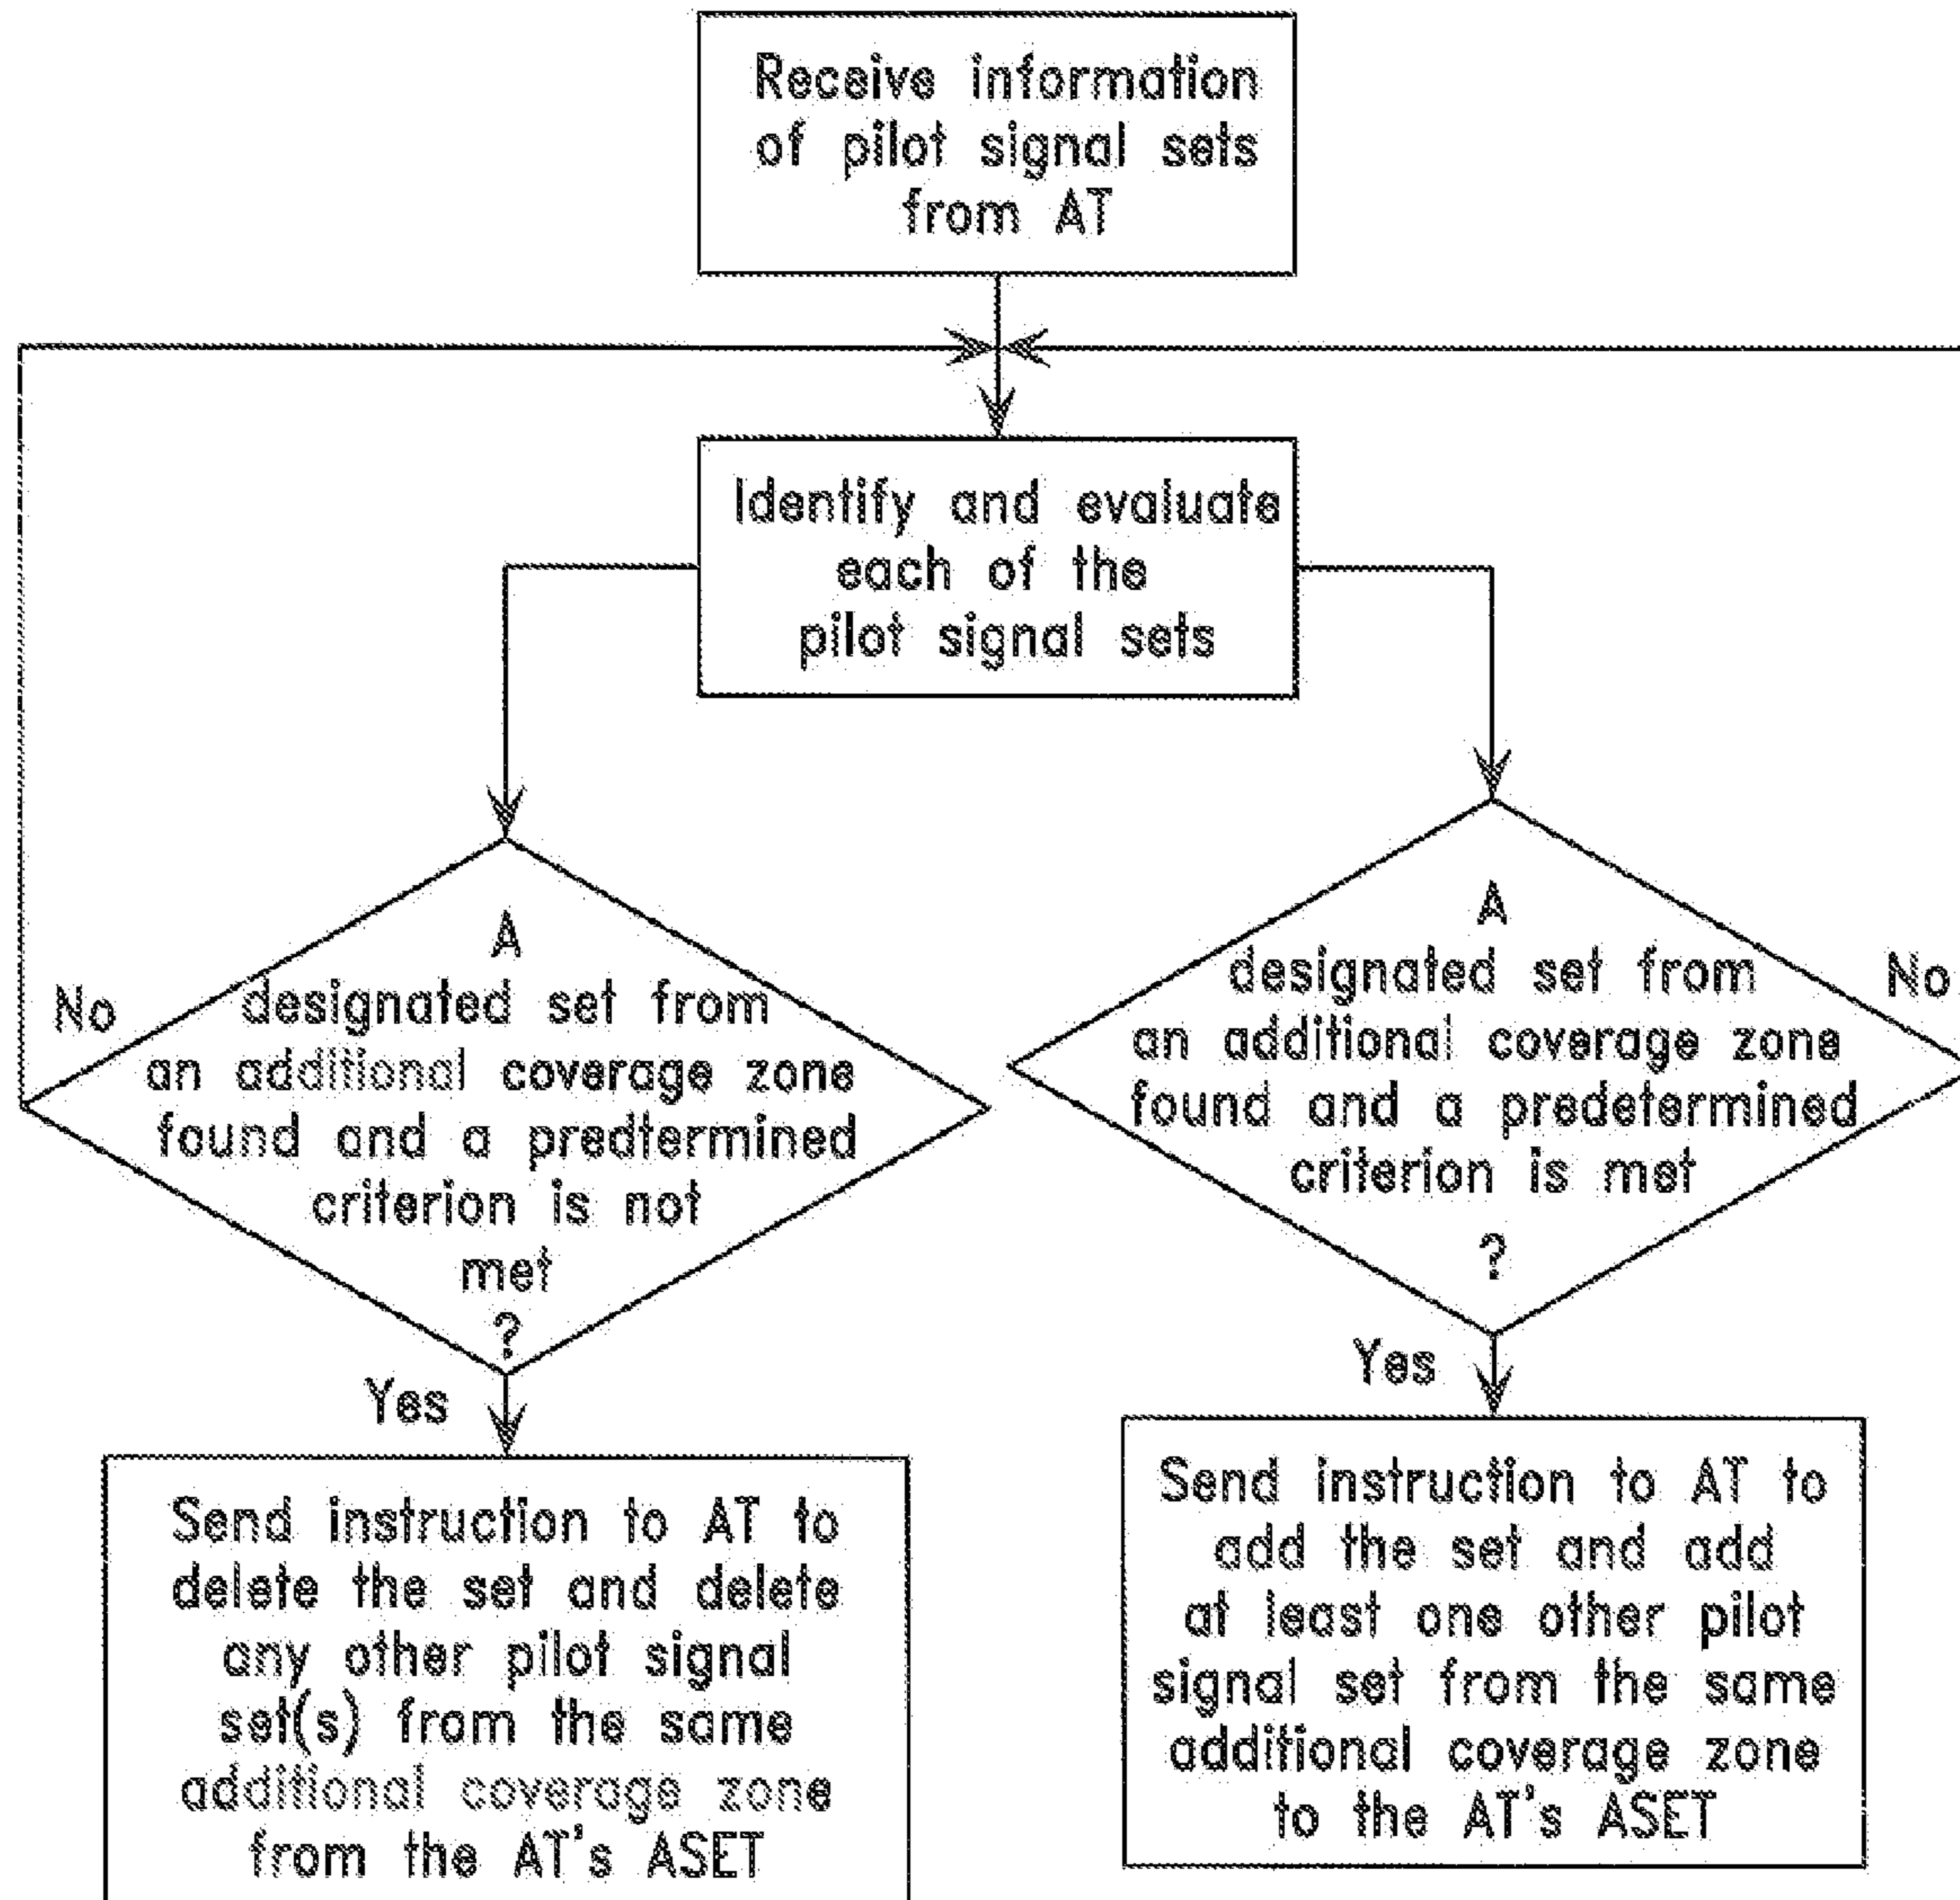 Receive information
of pilot signal sets
from AT
Identify and evaluate
each of the
pilot signal sets
No
A
designated set from
an additional coverage zone
found and a predtermined
criterion is not
met
?
Yes
Send instruction to AT to
delete the set and delete
any other pilot signal
set(s) from the same
additional coverage zone
from the AT's ASET
A
designated set from
an additional coverage zone
found and a predetermined
criterion is met
?
No
Yes
Send instruction to AT to
add the set and add
at least one other pilot
signal set from the same
additional coverage zone
to the AT's ASET